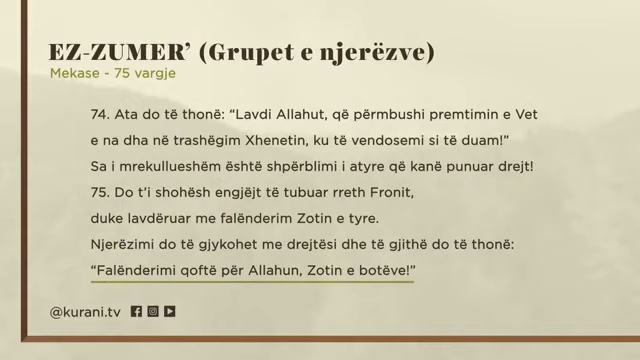 EZ-ZUMER’ (Grupet e njerëzve)
Mekase - 75 vargje
74. Ata do të thonë: “Lavdi Allahut, që përmbushi premtimin e Vet
e na dha në trashëgim Xhenetin, ku të vendosemi si të duam!”
Sa i mrekullueshëm është shpërblimi i atyre që kanë punuar drejt!
75. Do t’i shohësh engjëjt të tubuar rreth Fronit,
duke lavdëruar me falënderim Zotin e tyre.
Njerëzimi do të gjykohet me drejtësi dhe të gjithë do të thonë:
“Falënderimi qoftë për Allahun, Zotin e botëve!”
@kurani.tv